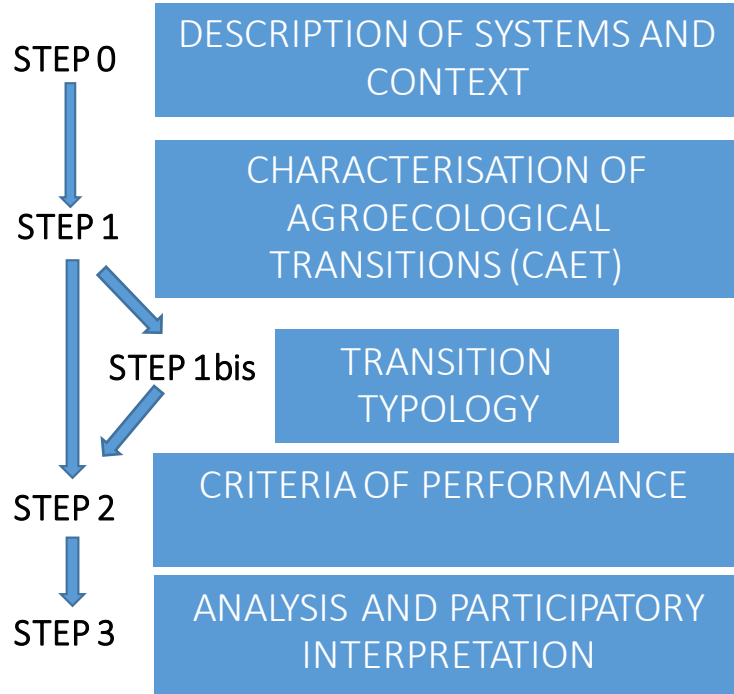 STEP 0
DESCRIPTION OF SYSTEMS AND
CONTEXT
STEP 1
CHARACTERISATION OF
AGROECOLOGICAL
TRANSITIONS (CAET)
STEP 1bis
TRANSITION
TYPOLOGY
STEP 2
CRITERIA OF PERFORMANCE
STEP 3
ANALYSIS AND PARTICIPATORY
INTERPRETATION